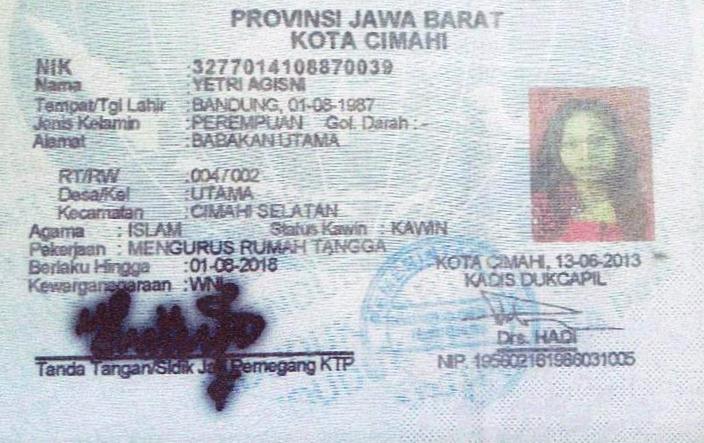 PROVINSI JAWA BARAT
KOTA CIMAHI
NIK : 3277014108870039
Nama : YETRI AGISNI
Tempat/Tgl Lahir : BANDUNG, 01-08-1987
Jenis Kelamin : PEREMPUAN Gol. Darah : -
Alamat : BABAKAN UTAMA
RT/RW : 004/002
Desa/Kel : UTAMA
Kecamatan : CIMAHI SELATAN
Agama : ISLAM Status Kawin : KAWIN
Pekerjaan : MENGURUS RUMAH TANGGA
Berlaku Hingga : 01-08-2018
Kewarganegaraan : WNI
KOTA CIMAHI, 13-06-2013
KADIS DUKCAPIL
Drs. HADI
Tanda Tangan/Sidik Pemegang KTP
NIP. 195802161986031005